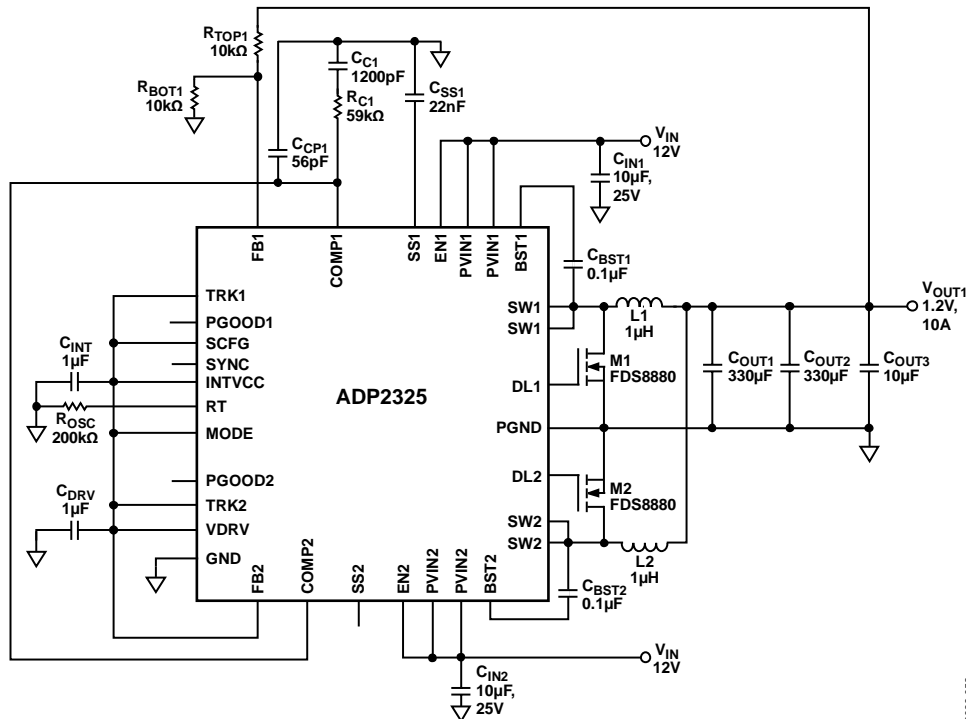 RTOP1
10kΩ
RBOT1
10kΩ
CC1
1200pF
RC1
59kΩ
CSS1
22nF
CCP1
56pF
VIN
12V
CIN1
10µF,
25V
FB1
COMP1
SS1
EN1
PVIN1
PVIN1
BST1
CBST1
0.1µF
TRK1
PGOOD1
SCFG
SYNC
INTVCC
RT
MODE
PGOOD2
TRK2
VDRV
GND
CINT
1µF
ROSC
200kΩ
CDRV
1µF
ADP2325
SW1
SW1
DL1
PGND
DL2
SW2
SW2
L1
1µH
M1
FDS8880
M2
FDS8880
L2
1µH
VOUT1
1.2V,
10A
COUT1
330µF
COUT2
330µF
COUT3
10µF
FB2
COMP2
SS2
EN2
PVIN2
PVIN2
BST2
CBST2
0.1µF
VIN
12V
CIN2
10µF,
25V